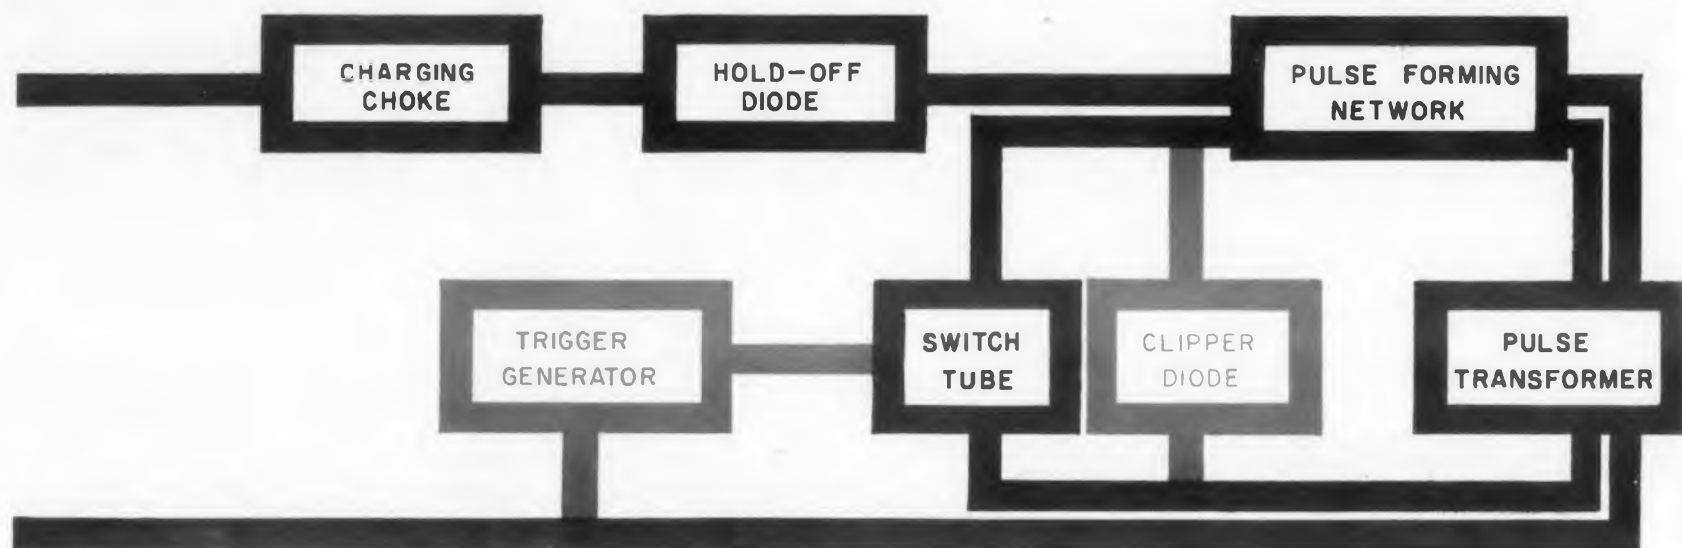 CHARGING
CHOKE
HOLD-OFF
DIODE
PULSE FORMING
NETWORK
TRIGGER
GENERATOR
SWITCH
TUBE
CLIPPER
DIODE
PULSE
TRANSFORMER